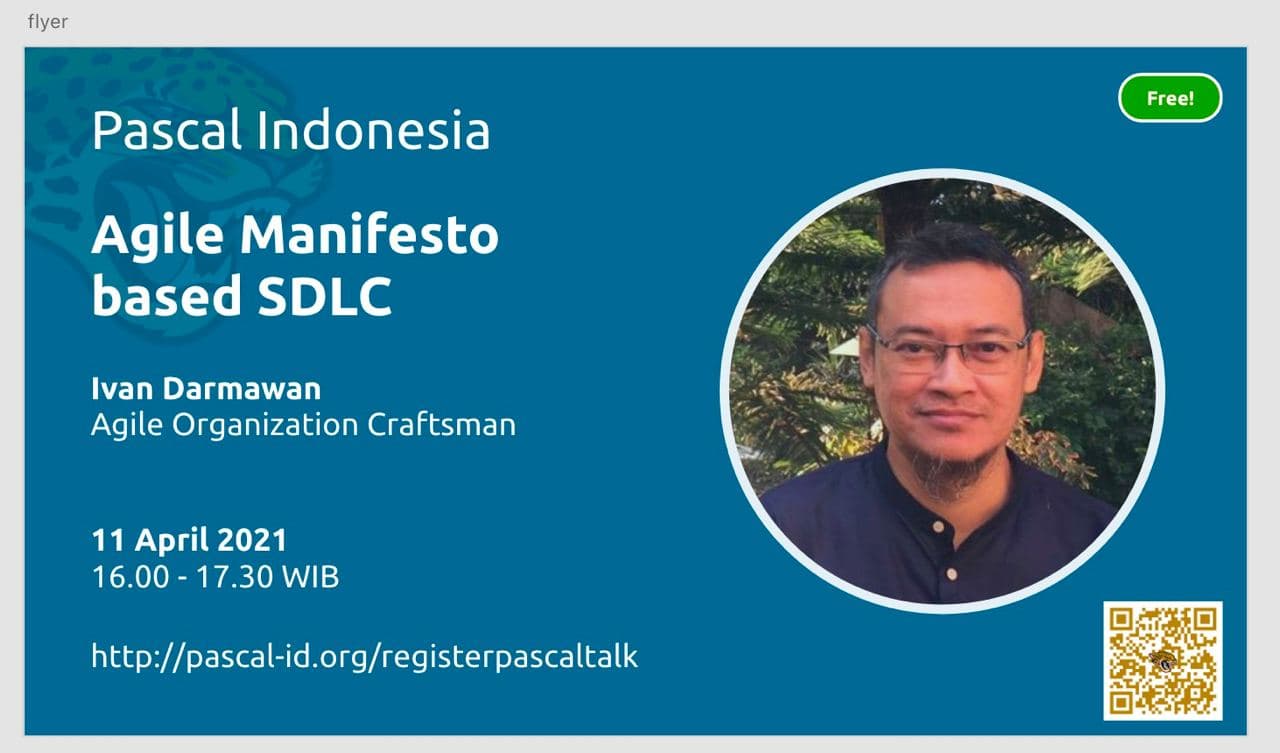 flyer
Free!
Pascal Indonesia
Agile Manifesto
based SDLC
Ivan Darmawan
Agile Organization Craftsman
11 April 2021
16.00 - 17.30 WIB
http://pascal-id.org/registerpascaltalk